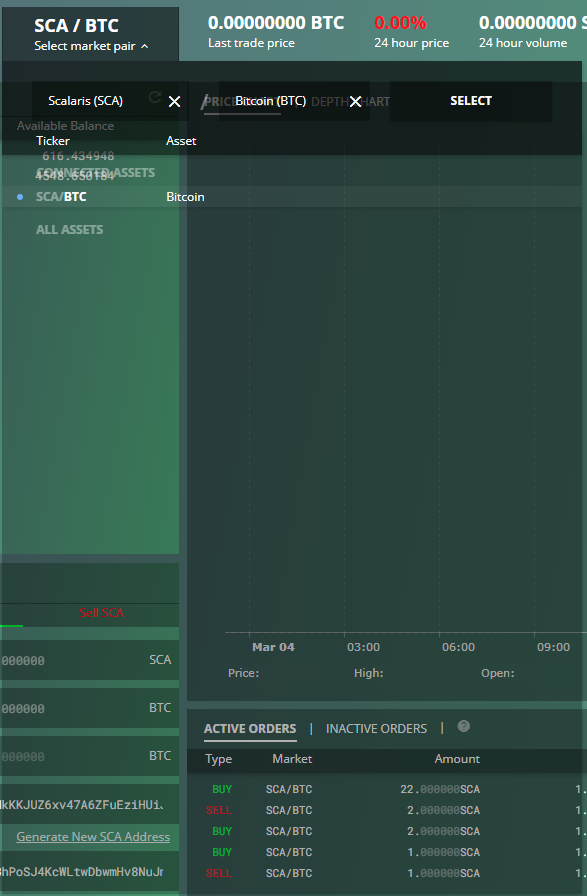 SCA / BTC
Select market pair
0.00000000 BTC
Last trade price
0.00%
24 hour price
0.00000000 S
24 hour volume
Scalaris (SCA)
/
Bitcoin (BTC)
SELECT
DEPTH CHART
Available Balance
Ticker
Asset
616.434948
4548.650184
CONNECTED ASSETS
SCA/BTC
Bitcoin
ALL ASSETS
Mar 04
03:00
06:00
09:00
Price:
High:
Open:
Sell SCA
000000
SCA
000000
BTC
000000
BTC
kKKJUZ6xv47A6ZFuEziHUi
Generate New SCA Address
hPoSJ4KcWLtwDbwmHv8NuJ
ACTIVE ORDERS | INACTIVE ORDERS | ?
Type
Market
Amount
BUY SCA/BTC 22.000000SCA 1.
SELL SCA/BTC 2.000000SCA 1.
BUY SCA/BTC 2.000000SCA 1.
BUY SCA/BTC 1.000000SCA 1.
SELL SCA/BTC 1.000000SCA 1.